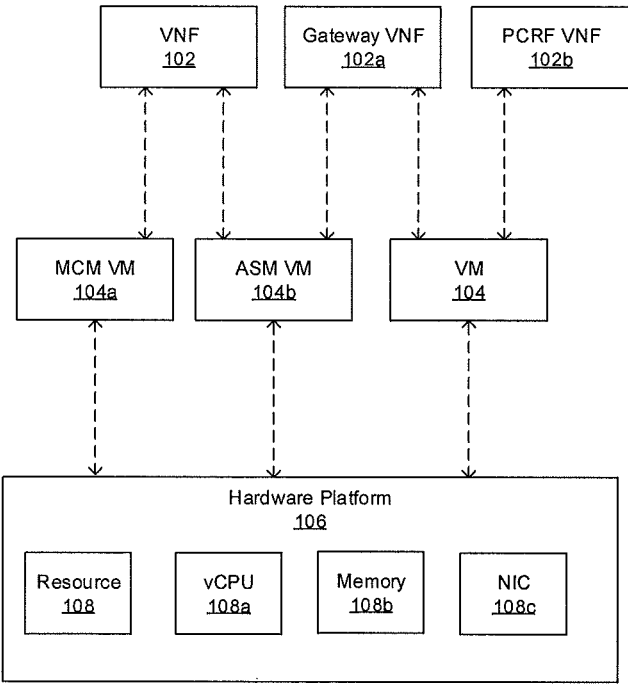 VNF
102
Gateway VNF
102a
PCRF VNF
102b
MCM VM
104a
ASM VM
104b
VM
104
Hardware Platform
106
Resource
108
vCPU
108a
Memory
108b
NIC
108c